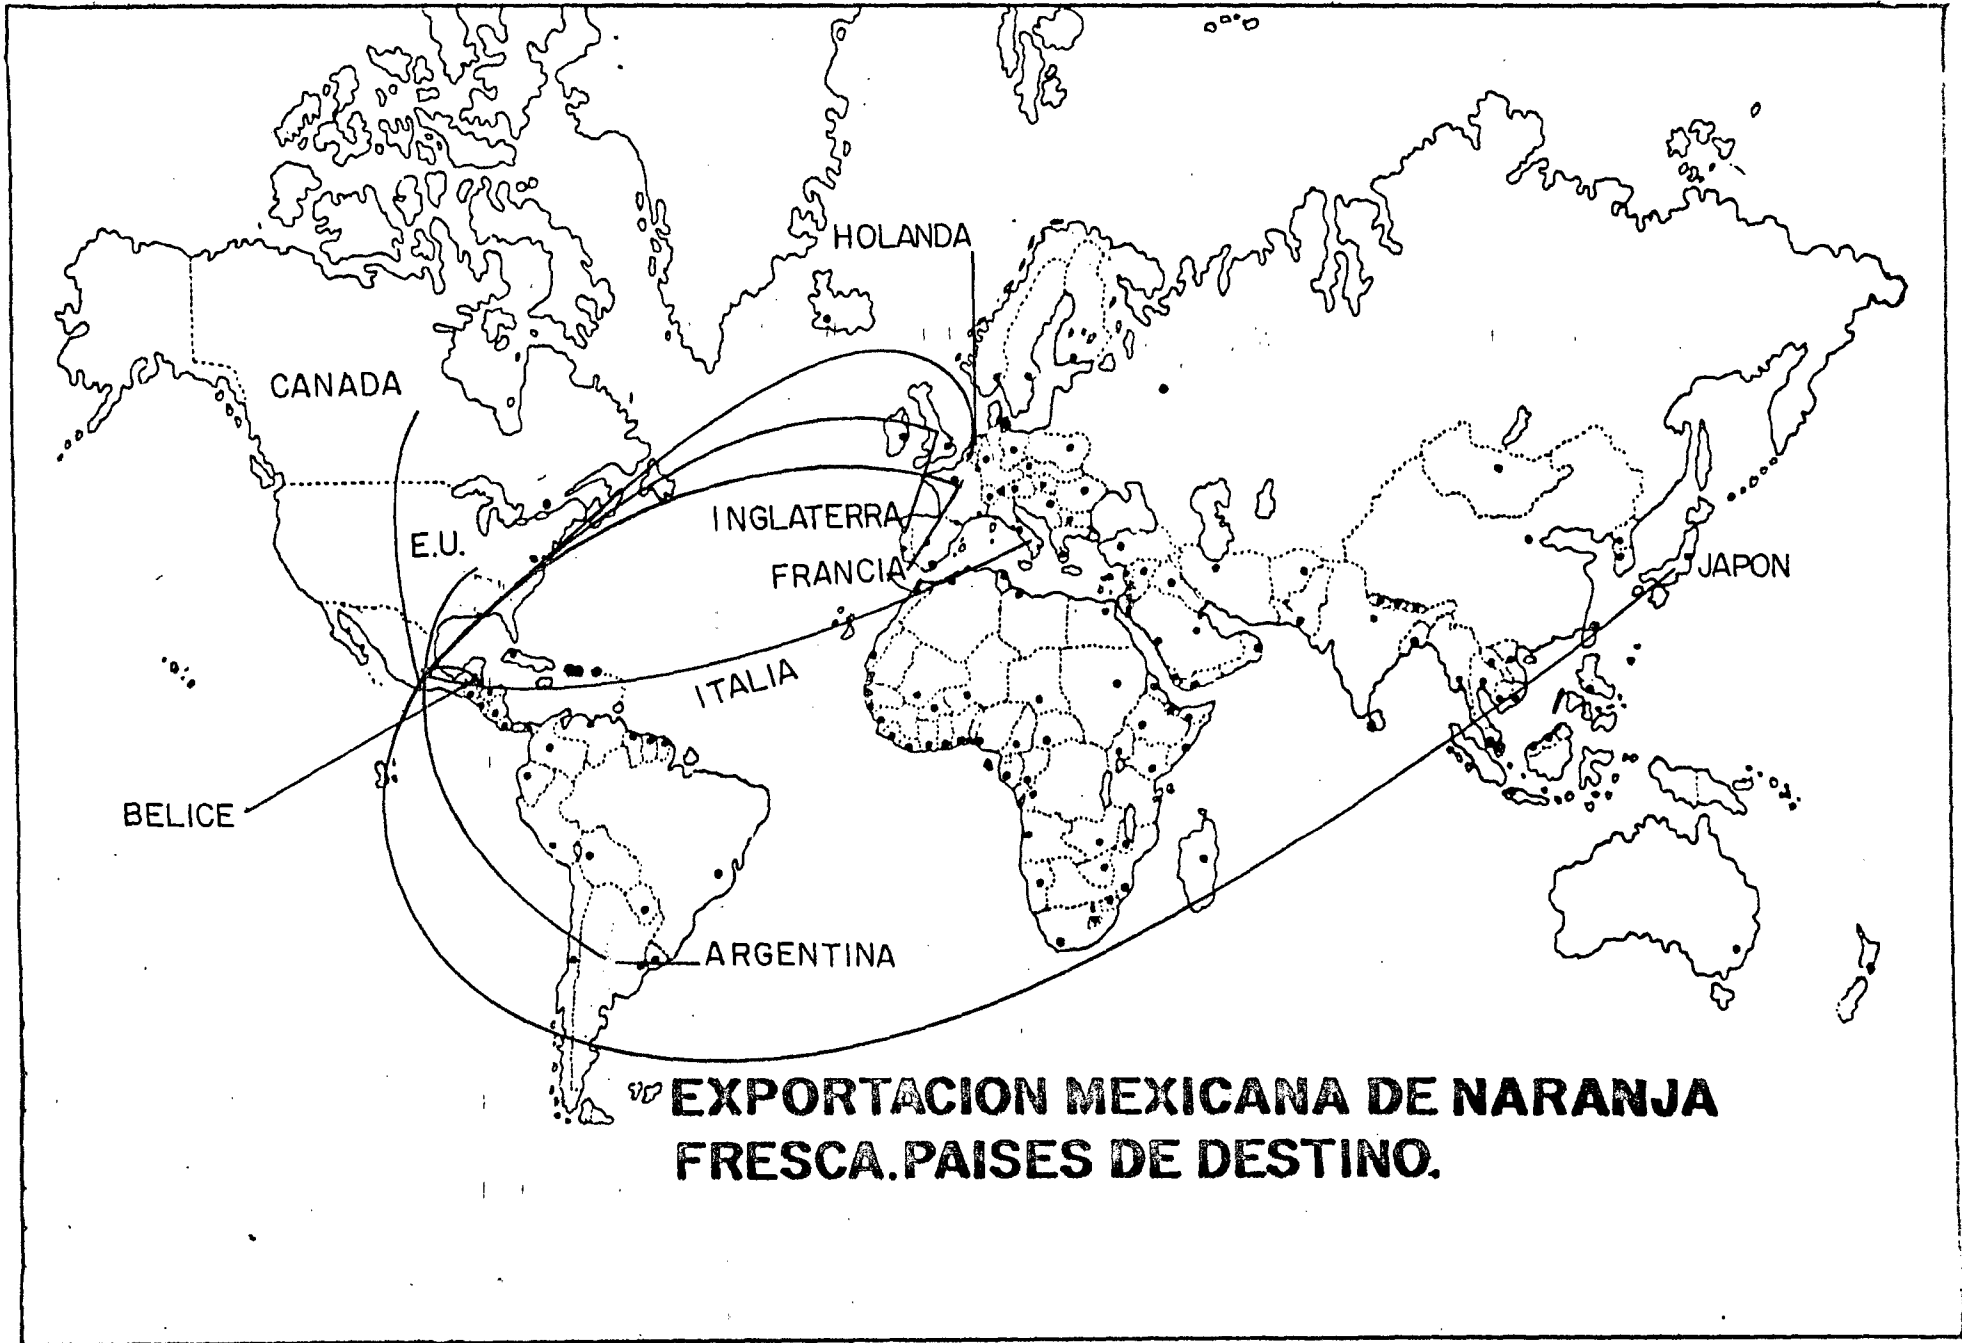 HOLANDA
CANADA
INGLATERRA
E.U.
FRANCIA
JAPON
ITALIA
BELICE
ARGENTINA
EXPORTACION MEXICANA DE NARANJA
FRESCA.PAISES DE DESTINO.